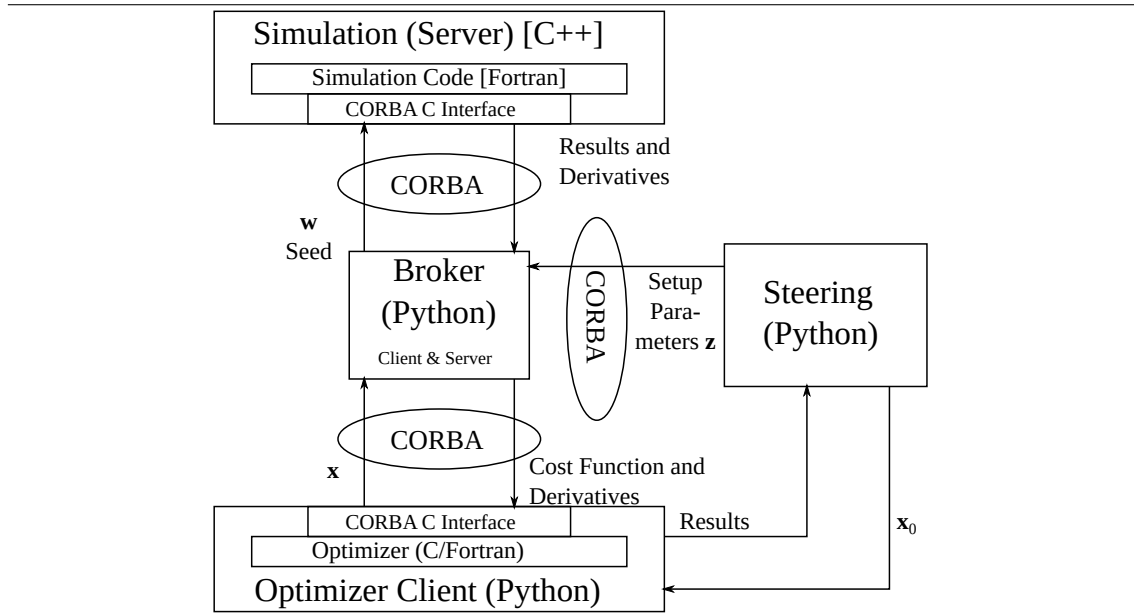 Simulation (Server) [C++]
Simulation Code [Fortran]
CORBA C Interface
Results and
Derivatives
CORBA
w
Seed
Broker
(Python)
Client & Server
CORBA
Setup
Para-
meters z
Steering
(Python)
CORBA
x
Cost Function and
Derivatives
CORBA C Interface
Optimizer (C/Fortran)
Optimizer Client (Python)
Results
x₀